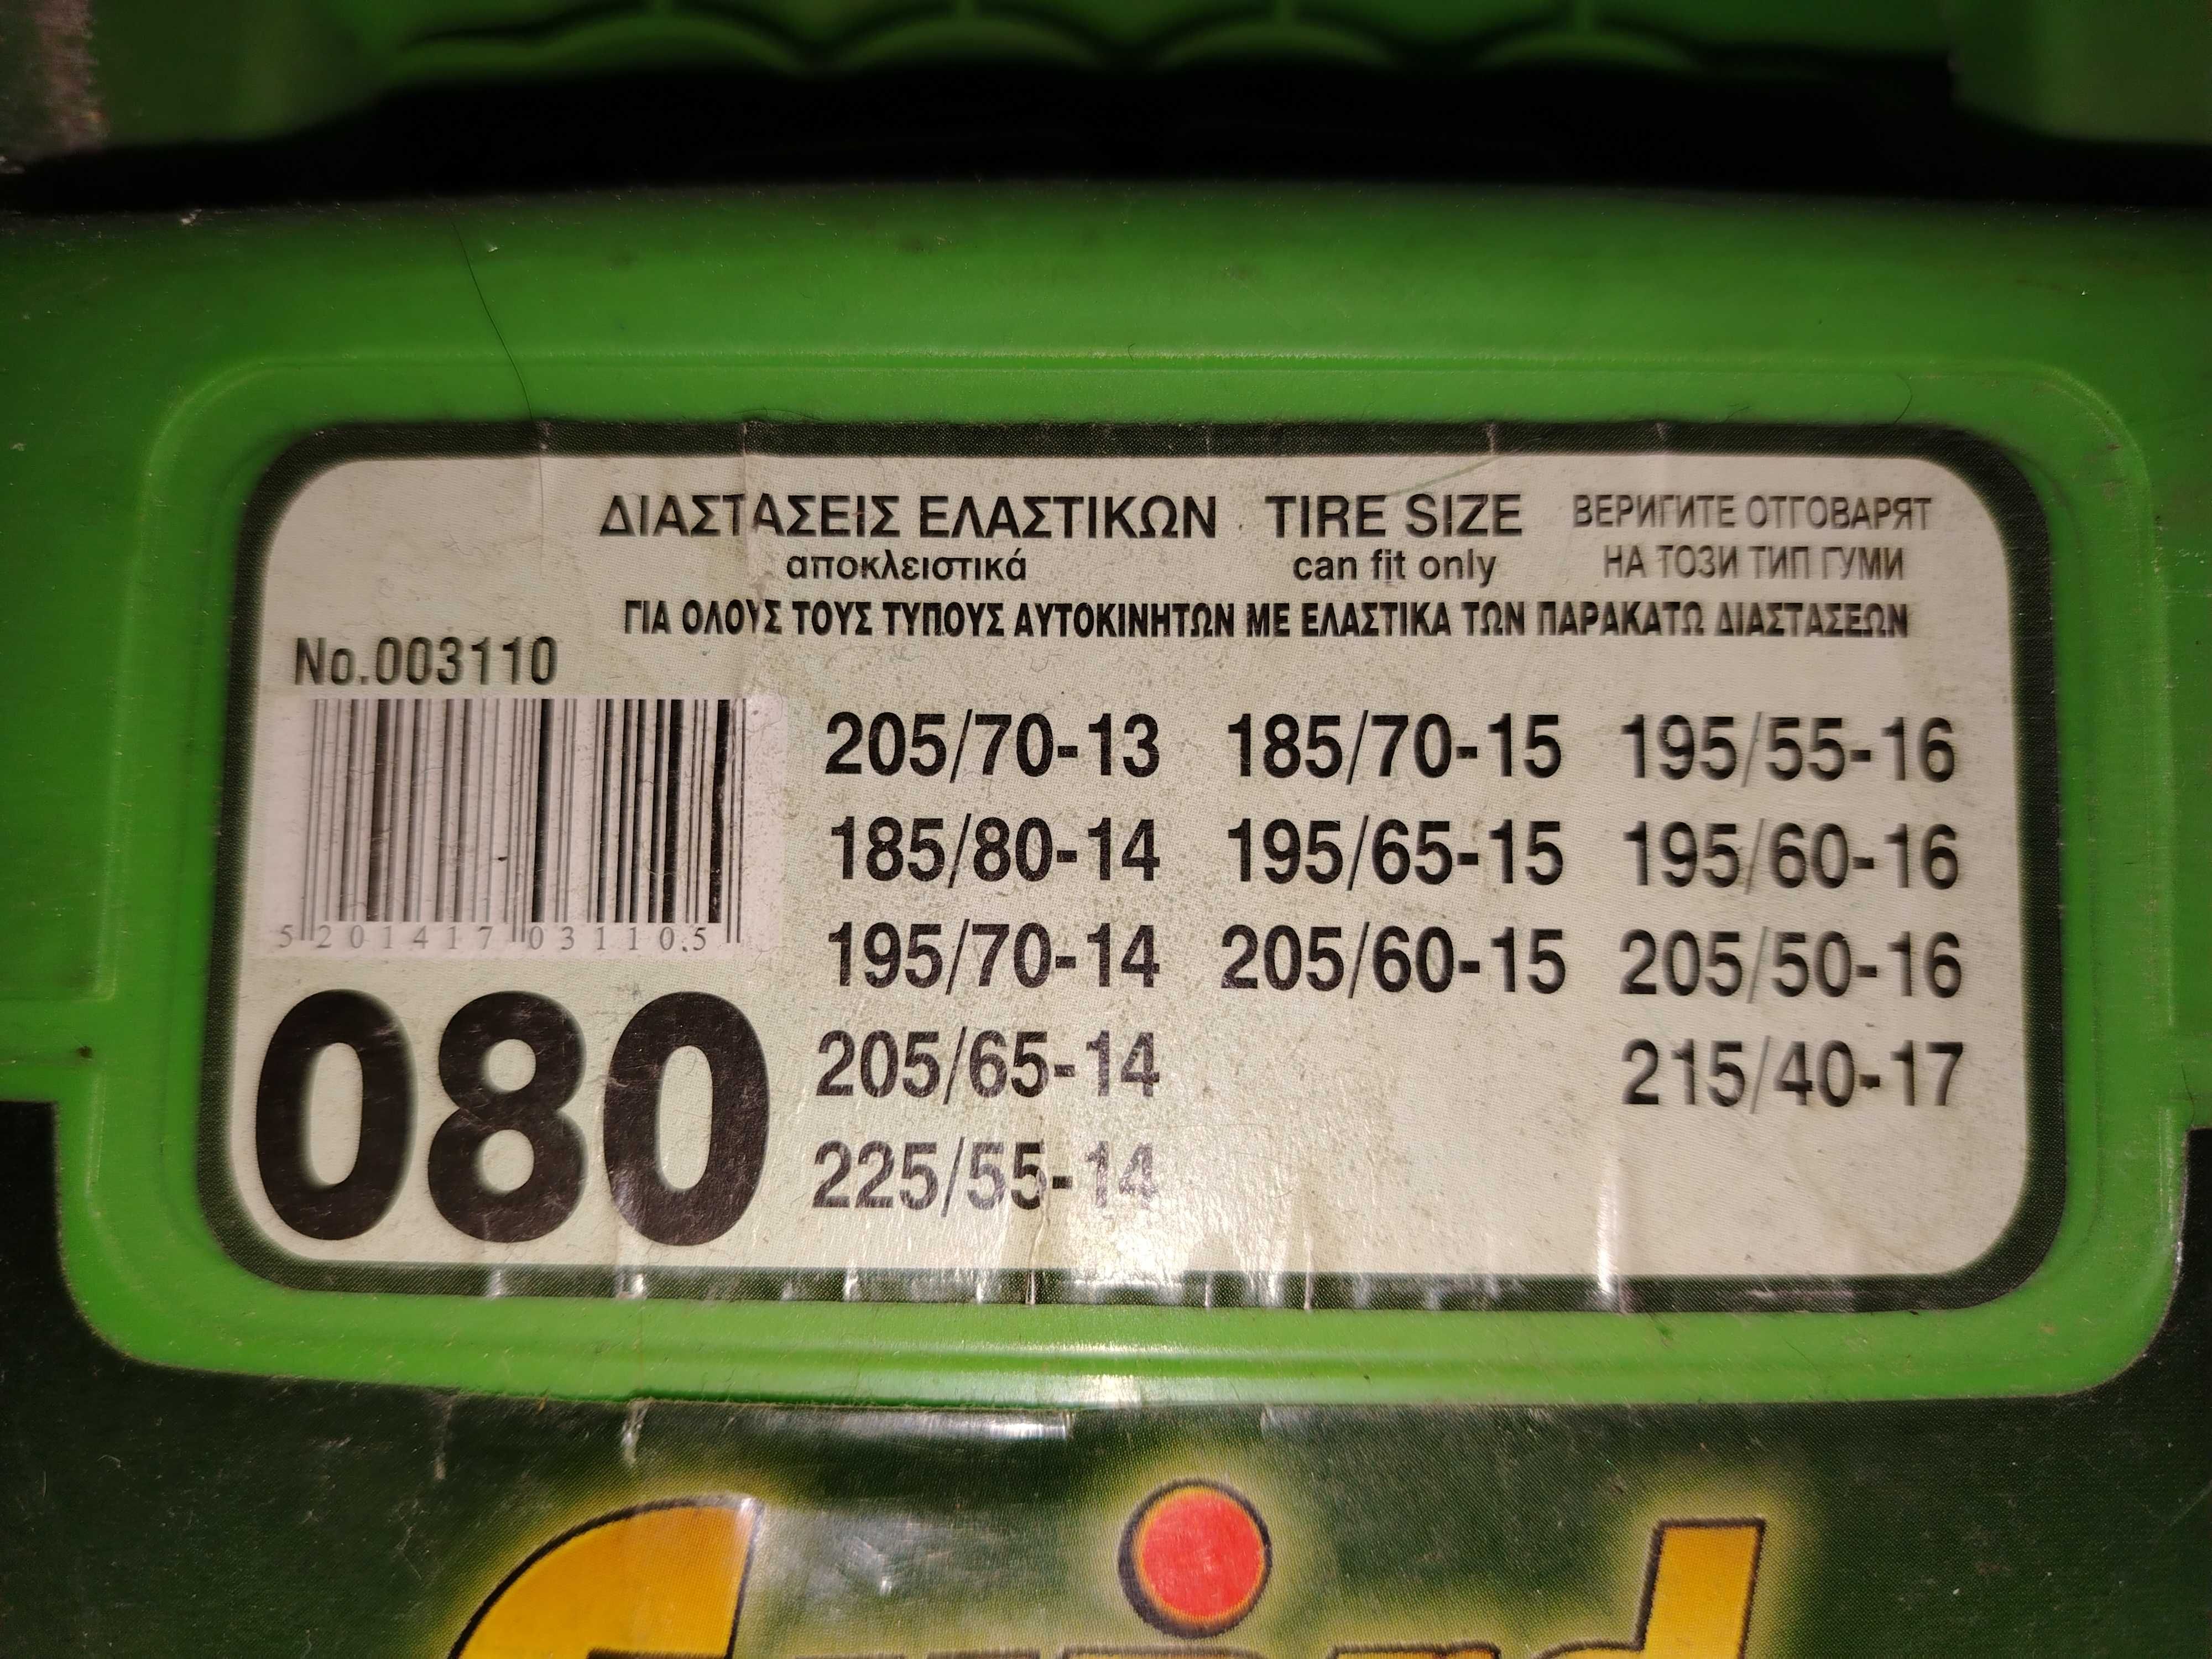 ΔΙΑΣΤΑΣΕΙΣ ΕΛΑΣΤΙΚΩΝ
αποκλειστικά
TIRE SIZE
can fit only
ВЕРИГИТЕ ОТГОВАРЯТ
НА ТОЗИ ТИП ГУМИ
ΓΙΑ ΟΛΟΥΣ ΤΟΥΣ ΤΥΠΟΥΣ ΑΥΤΟΚΙΝΗΤΩΝ ΜΕ ΕΛΑΣΤΙΚΑ ΤΩΝ ΠΑΡΑΚΑΤΩ ΔΙΑΣΤΑΣΕΩΝ
No.003110
5 201417 031105
080
205/70-13 185/70-15 195/55-16
185/80-14 195/65-15 195/60-16
195/70-14 205/60-15 205/50-16
205/65-14 215/40-17
225/55-14